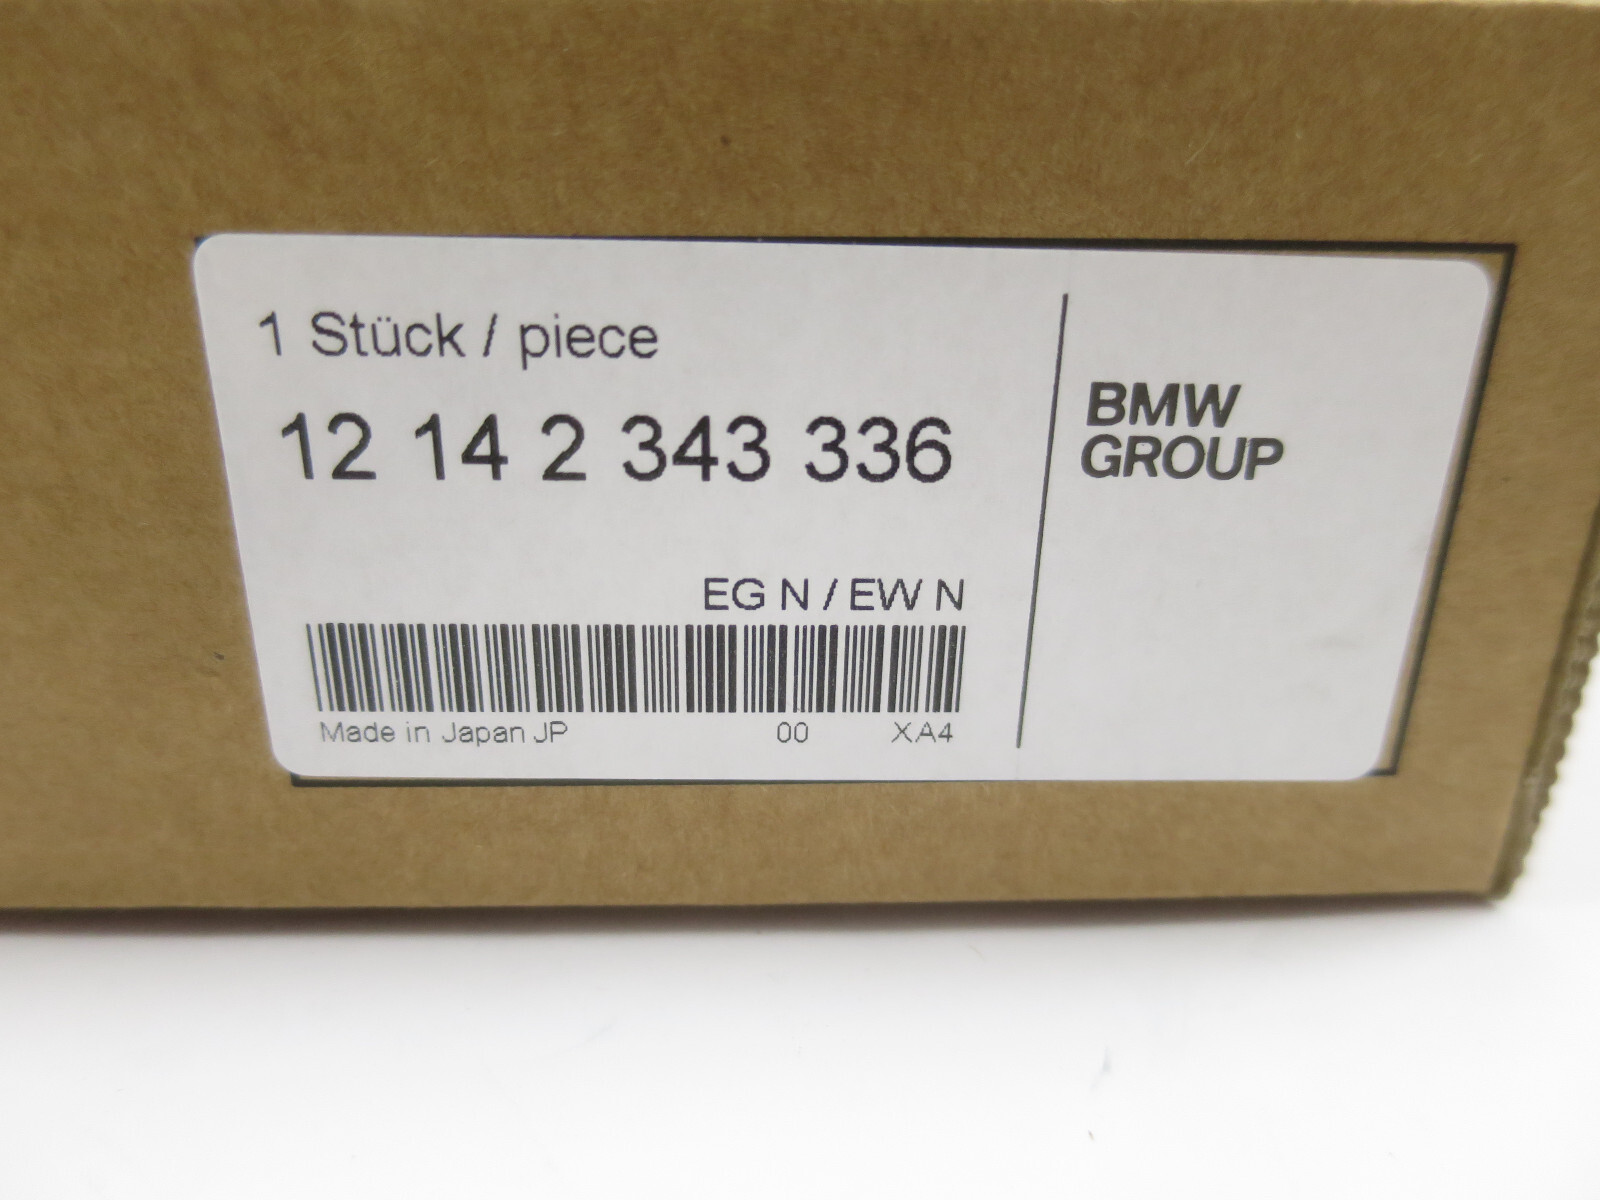 1 Stück / piece
12 14 2 343 336
EG N / EW N
Made in Japan JP 00 XA4
BMW
GROUP